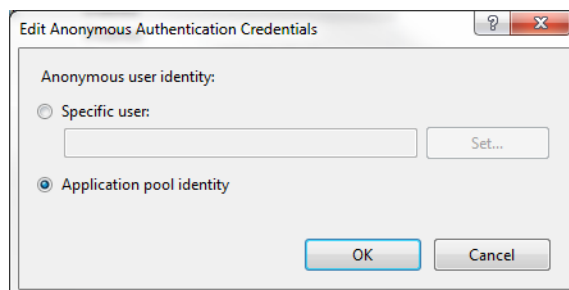 Edit Anonymous Authentication Credentials
?
Anonymous user identity:
Specific user:
Set...
Application pool identity
OK
Cancel